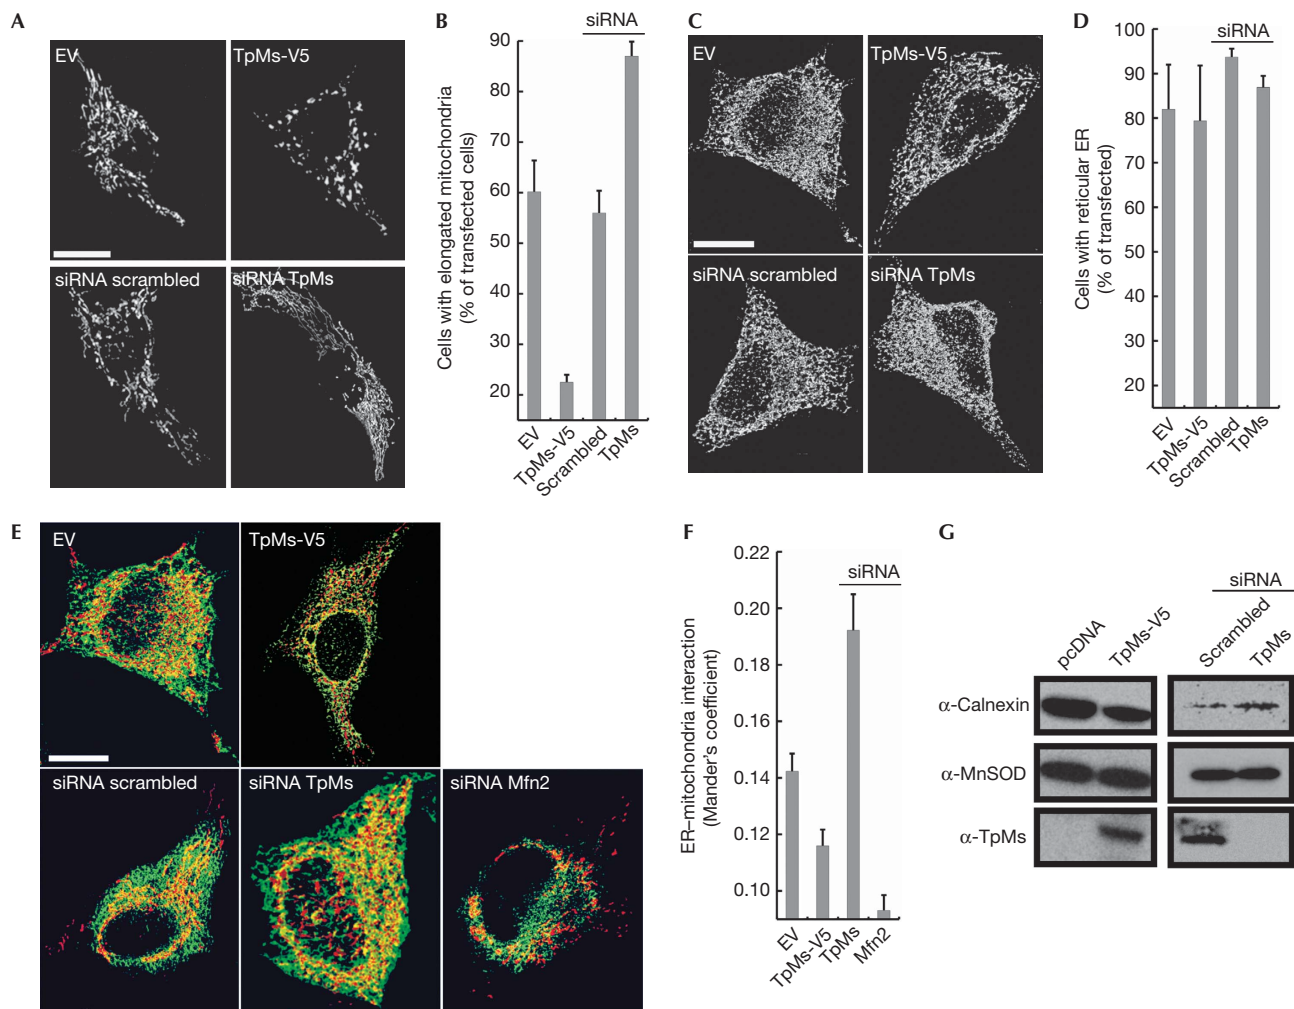 A
EV
TpMs-V5
siRNA scrambled
siRNA TpMs
B
siRNA
Cells with elongated mitochondria
(% of transfected cells)
90
80
70
60
50
40
30
20
EV
TpMs-V5
Scrambled
TpMs
C
EV
TpMs-V5
siRNA scrambled
siRNA TpMs
D
siRNA
Cells with reticular ER
(% of transfected)
100
90
80
70
60
50
40
30
20
EV
TpMs-V5
Scrambled
TpMs
E
EV
TpMs-V5
siRNA scrambled
siRNA TpMs
siRNA Mfn2
F
siRNA
ER–mitochondria interaction
(Mander's coefficient)
0.22
0.20
0.18
0.16
0.14
0.12
0.10
EV
TpMs-V5
TpMs
Mfn2
G
siRNA
pcDNA
TpMs-V5
Scrambled
TpMs
α-Calnexin
α-MnSOD
α-TpMs